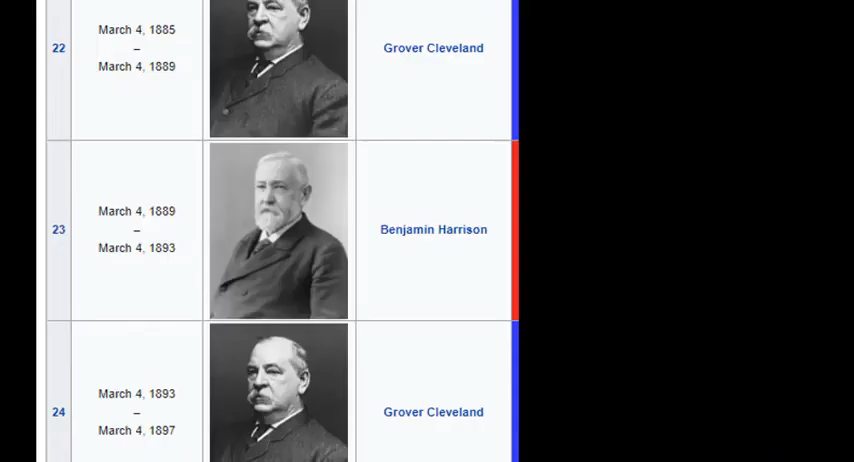 22
March 4, 1885
–
March 4, 1889
Grover Cleveland
23
March 4, 1889
–
March 4, 1893
Benjamin Harrison
24
March 4, 1893
–
March 4, 1897
Grover Cleveland